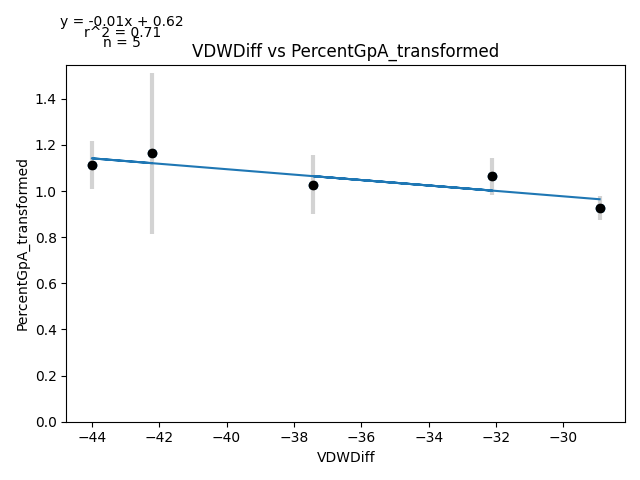 y = -0.01x + 0.62
r^2 = 0.71
n = 5
VDWDiff vs PercentGpA_transformed
1.4
1.2
1.0
0.8
0.6
0.4
0.2
0.0
PercentGpA_transformed
−44 −42 −40 −38 −36 −34 −32 −30
VDWDiff